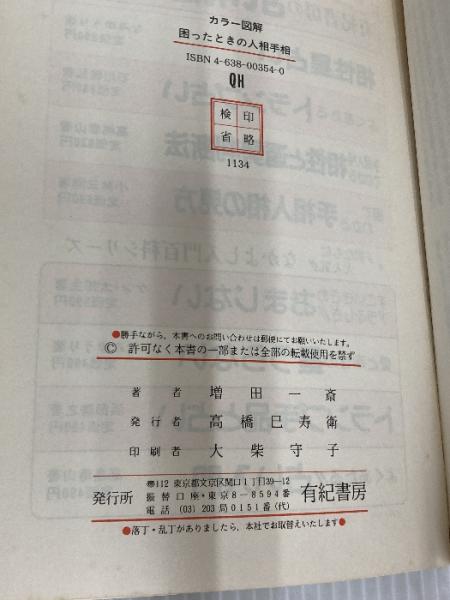 カラー図解
困ったときの人相手相
ISBN 4-638-00354-0
QH
検印
省略
1134
●勝手ながら、本書へのお問い合わせは郵便にてお願いいたします。
© 許可なく本書の一部または全部の転載使用を禁ず
著者 増田一斎
発行者 高橋巳寿衛
印刷者 大柴守子
〒112 東京都文京区関口1丁目39-12
発行所 振替口座・東京8-8594番 有紀書房
電話 (03) 203局0151番(代)
●落丁・乱丁がありましたら、本社でお取替えいたします●